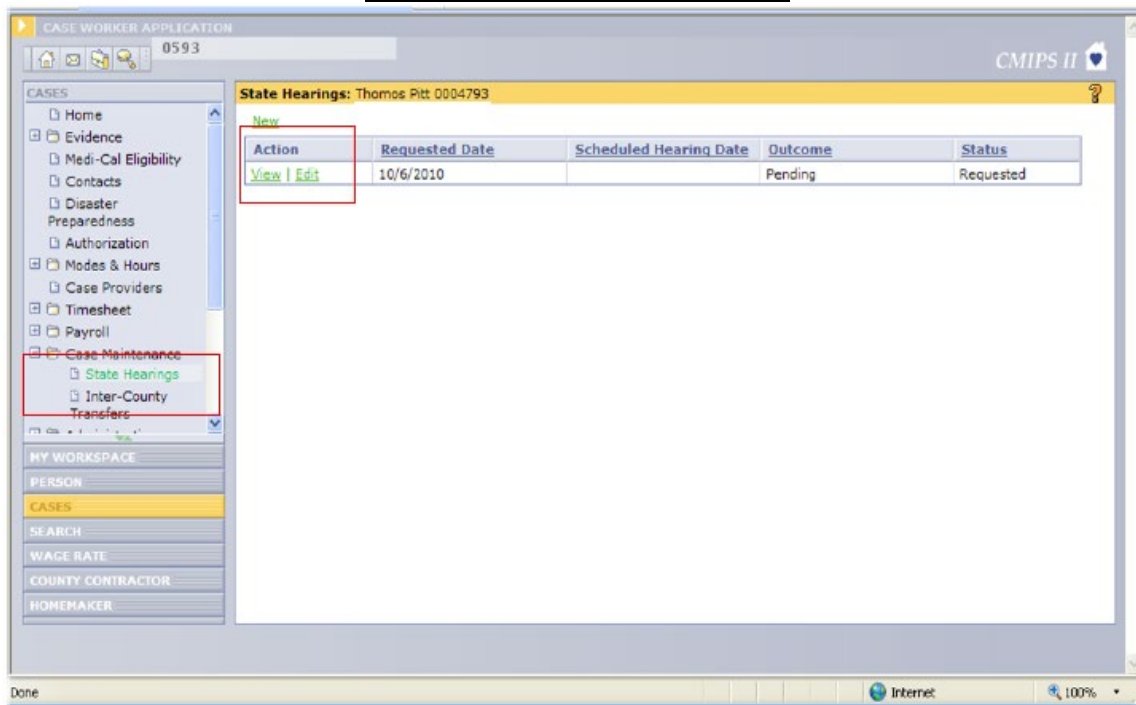 CASE WORKER APPLICATION
0593
CMIPS II
CASES
Home
Evidence
Medi-Cal Eligibility
Contacts
Disaster
Preparedness
Authorization
Modes & Hours
Case Providers
Timesheet
Payroll
Case Maintenance
State Hearings
Inter-County
Transfers
MY WORKSPACE
PERSON
CASES
SEARCH
WAGE RATE
COUNTY CONTRACTOR
HOMEMAKER
State Hearings: Thomos Pitt 0004793
?
New
Action Requested Date Scheduled Hearing Date Outcome Status
View | Edit 10/6/2010 Pending Requested
Done Internet 100%